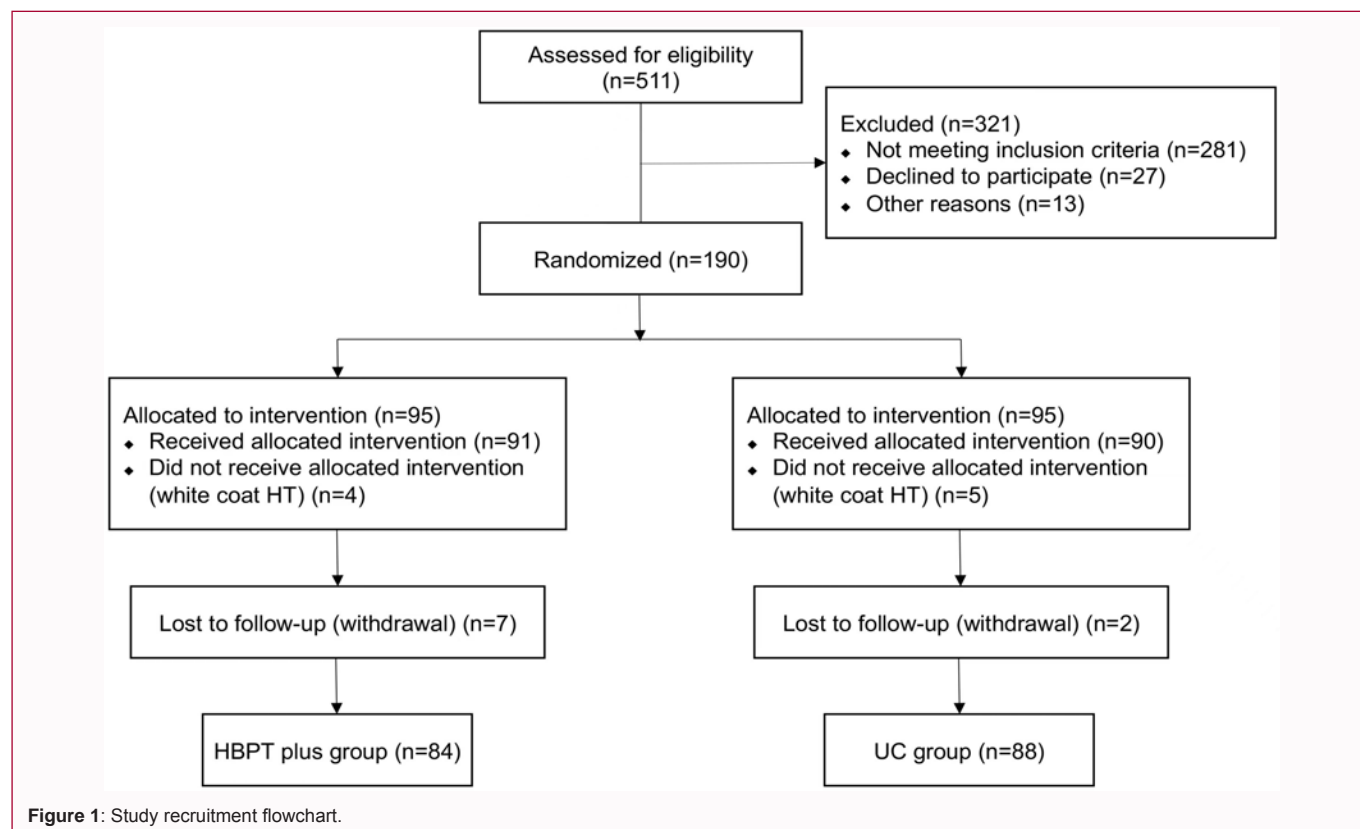 Assessed for eligibility
(n=511)
Excluded (n=321)
⬥ Not meeting inclusion criteria (n=281)
⬥ Declined to participate (n=27)
⬥ Other reasons (n=13)
Randomized (n=190)
Allocated to intervention (n=95)
⬥ Received allocated intervention (n=91)
⬥ Did not receive allocated intervention
(white coat HT) (n=4)
Allocated to intervention (n=95)
⬥ Received allocated intervention (n=90)
⬥ Did not receive allocated intervention
(white coat HT) (n=5)
Lost to follow-up (withdrawal) (n=7)
Lost to follow-up (withdrawal) (n=2)
HBPT plus group (n=84)
UC group (n=88)
Figure 1: Study recruitment flowchart.